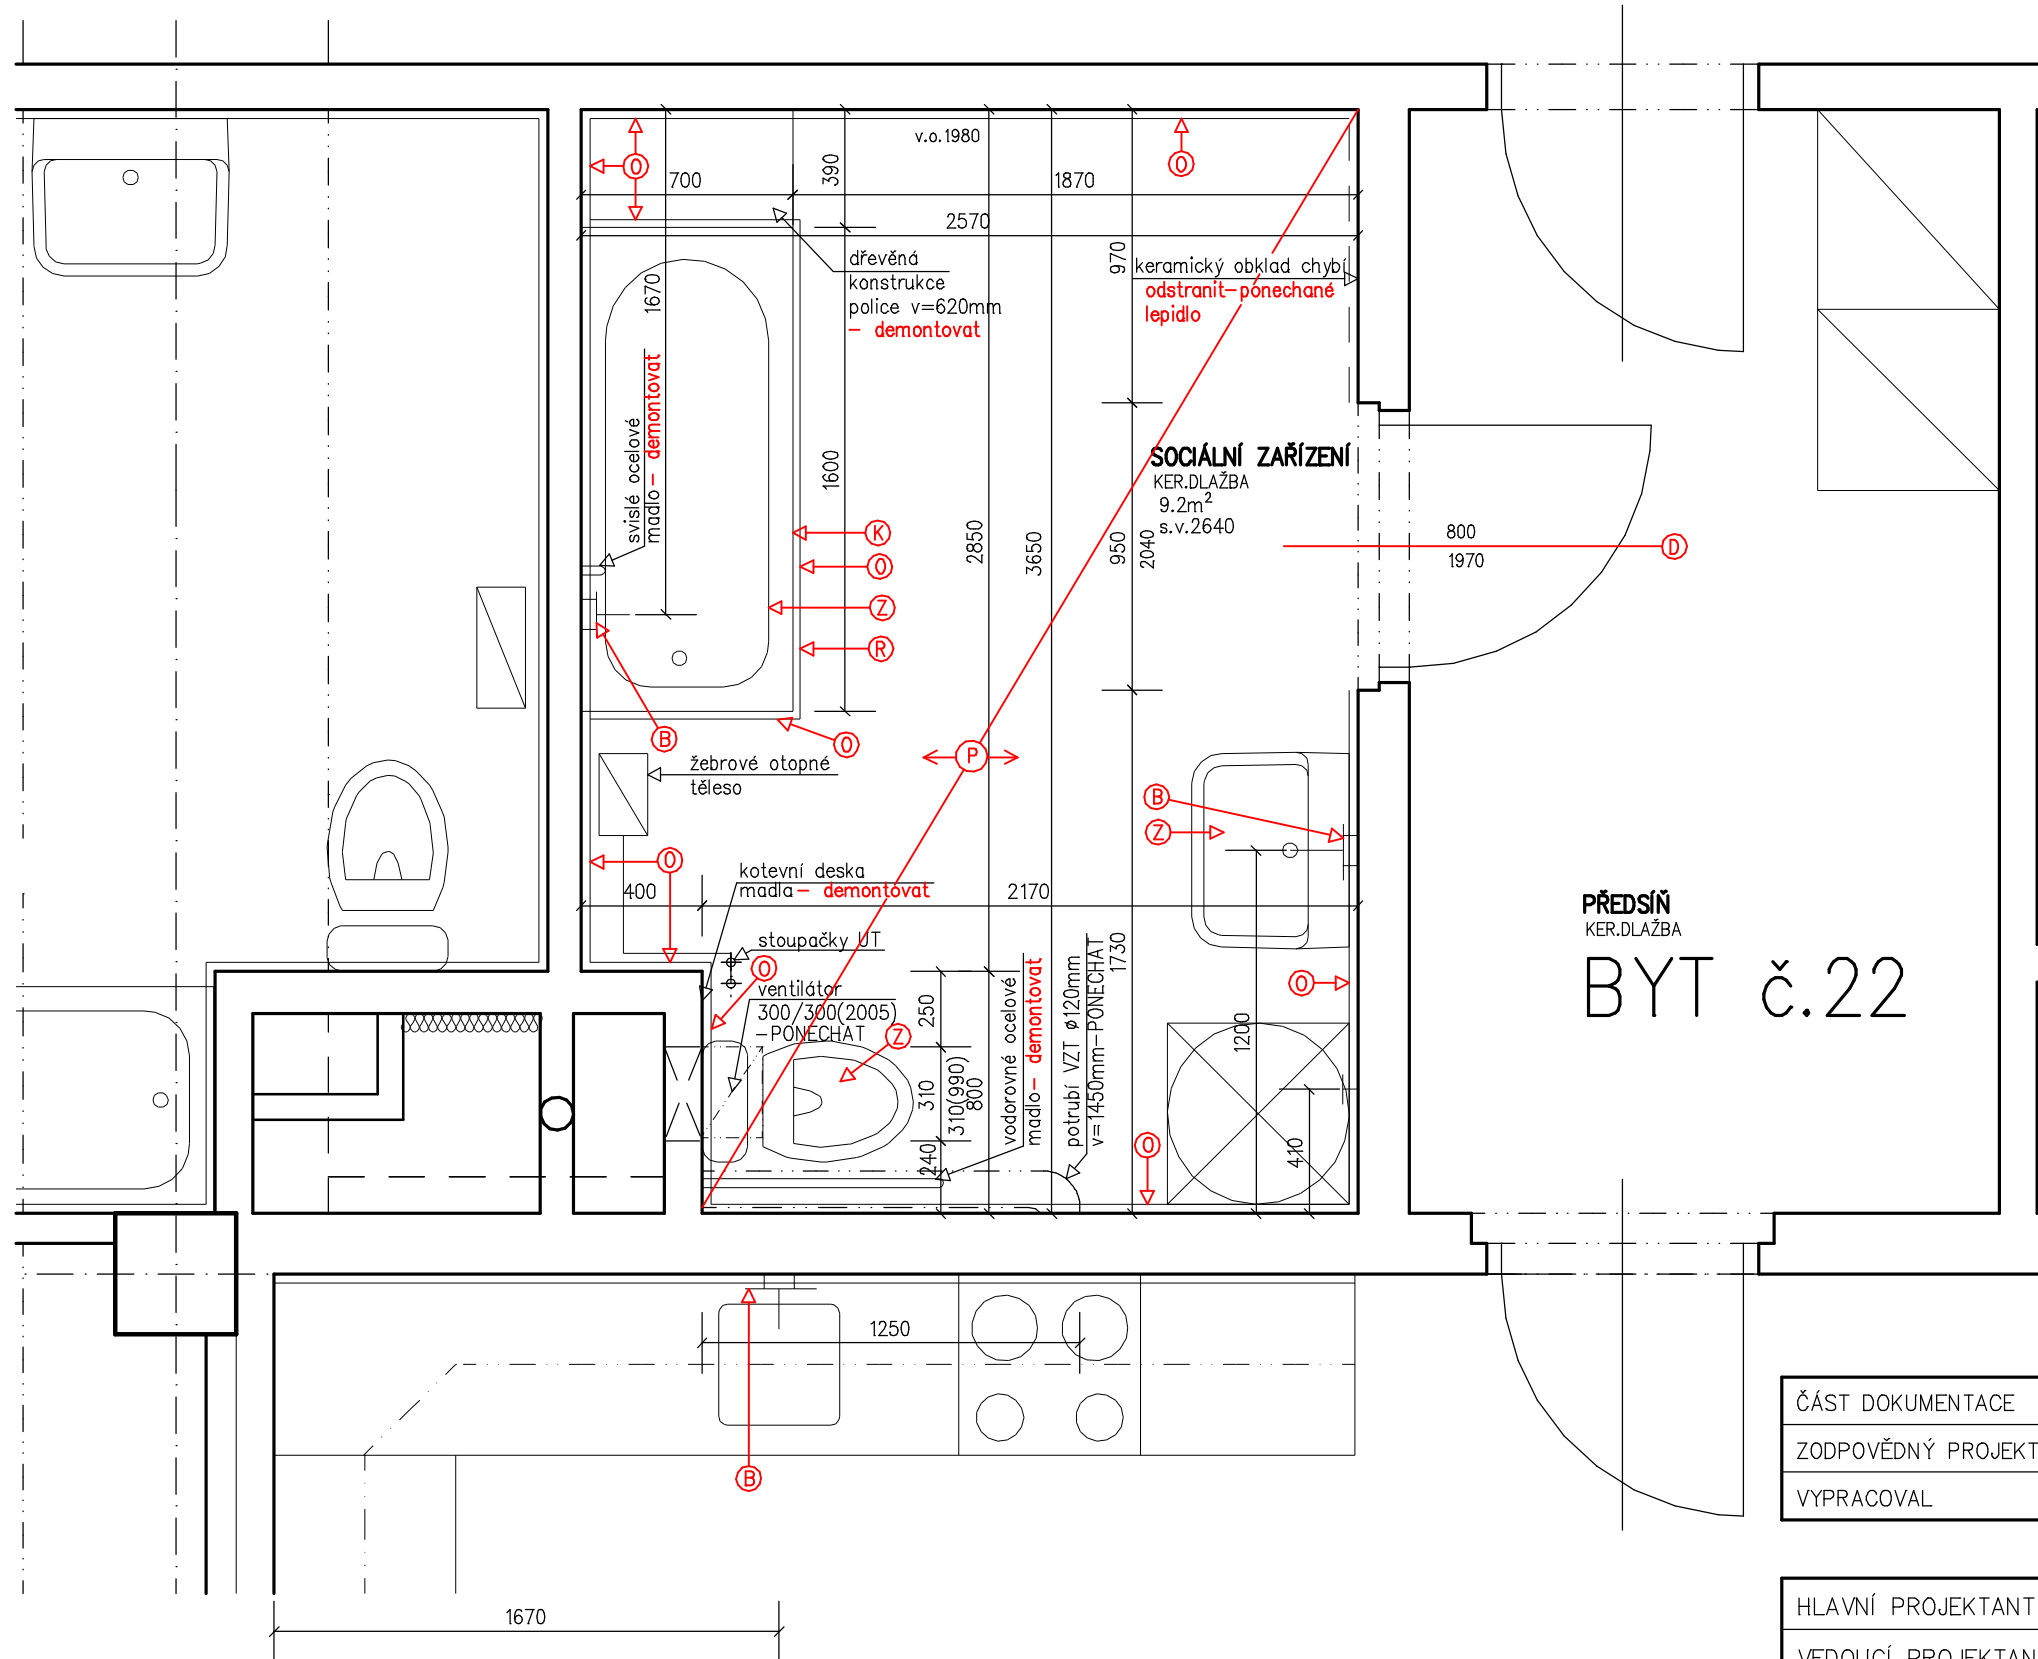 v.o.1980
O
O
700
390
1870
2570
dřevěná
konstrukce
police v=620mm
- demontovat
970
keramický obklad chybí
odstranit-ponechané
lepidlo
1670
svislé ocelové
madlo- demontovat
1600
SOCIÁLNÍ ZAŘÍZENÍ
KER.DLAŽBA
9.2m²
s.v.2640
K
O
Z
R
2850
3650
950
2040
800
1970
D
B
O
P
žebrové otopné
těleso
B
Z
O
kotevní deska
madla- demontovat
400
2170
PŘEDSÍŇ
KER.DLAŽBA
BYT č.22
stoupačky UT
O
ventilátor
300/300(2005)
-PONECHAT
Z
250
310
310(990)
800
240
vodorovné ocelové
madlo- demontovat
potrubí VZT ø120mm
v=1450mm-PONECHAT
1730
O
1200
410
O
1250
B
1670
ČÁST DOKUMENTACE
ZODPOVĚDNÝ PROJEKT
VYPRACOVAL
HLAVNÍ PROJEKTANT
VEDOUCÍ PROJEKTAN